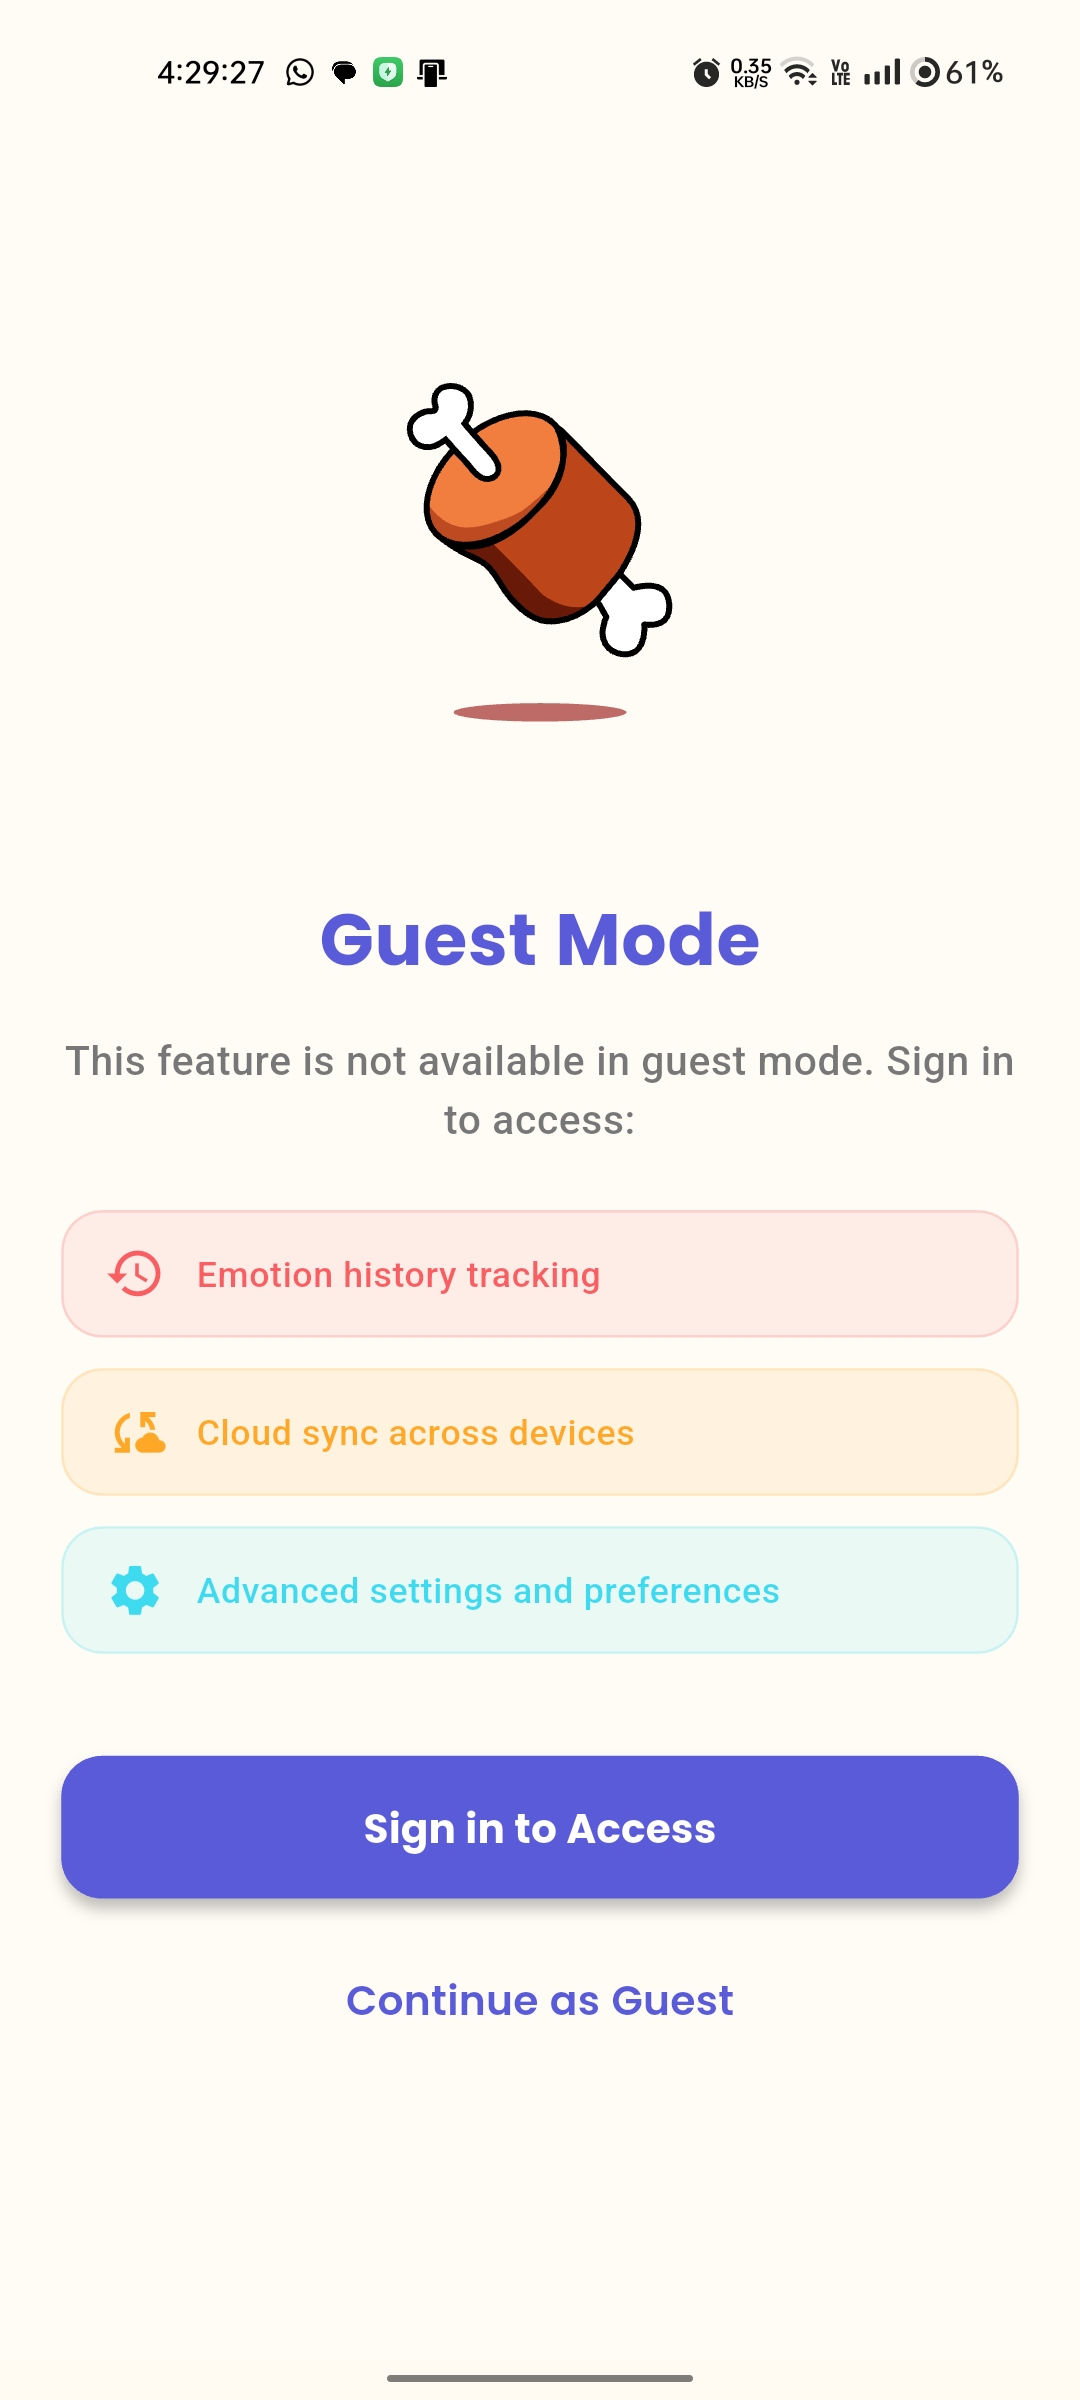 4:29:27
0.35
KB/S
Vo
LTE
61%
Guest Mode
This feature is not available in guest mode. Sign in
to access:
Emotion history tracking
Cloud sync across devices
Advanced settings and preferences
Sign in to Access
Continue as Guest